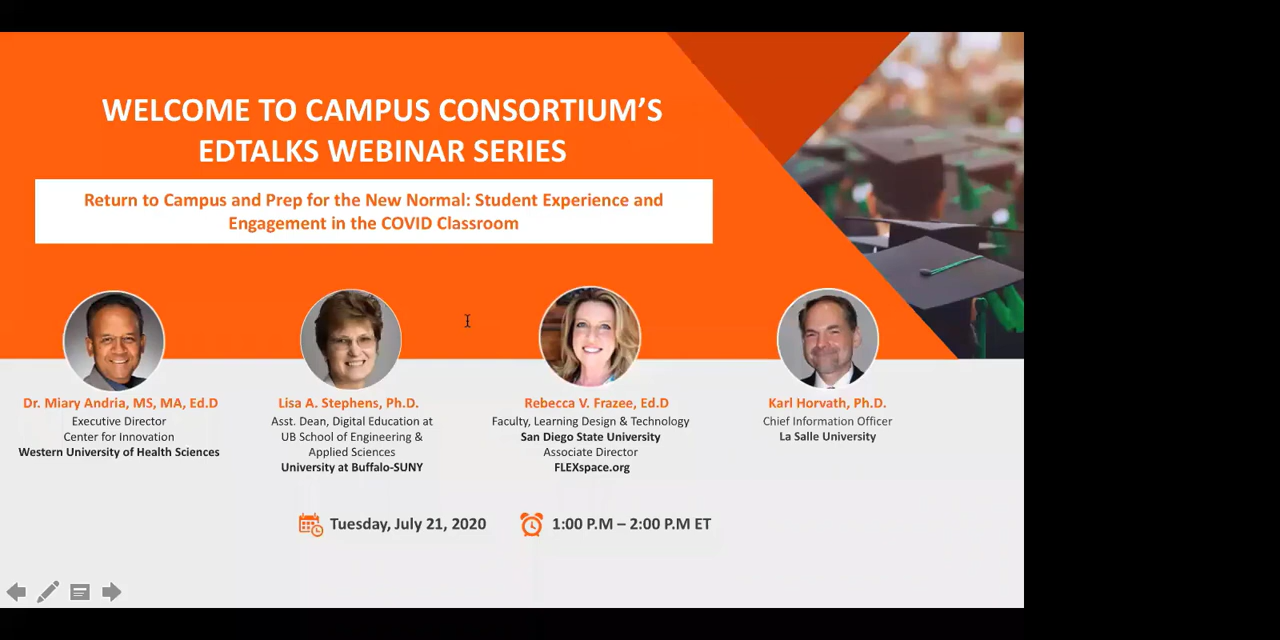 WELCOME TO CAMPUS CONSORTIUM'S
EDTALKS WEBINAR SERIES
Return to Campus and Prep for the New Normal: Student Experience and
Engagement in the COVID Classroom
Dr. Miary Andria, MS, MA, Ed.D
Executive Director
Center for Innovation
Western University of Health Sciences
Lisa A. Stephens, Ph.D.
Asst. Dean, Digital Education at
UB School of Engineering &
Applied Sciences
University at Buffalo-SUNY
Rebecca V. Frazee, Ed.D
Faculty, Learning Design & Technology
San Diego State University
Associate Director
FLEXspace.org
Karl Horvath, Ph.D.
Chief Information Officer
La Salle University
Tuesday, July 21, 2020
1:00 P.M – 2:00 P.M ET